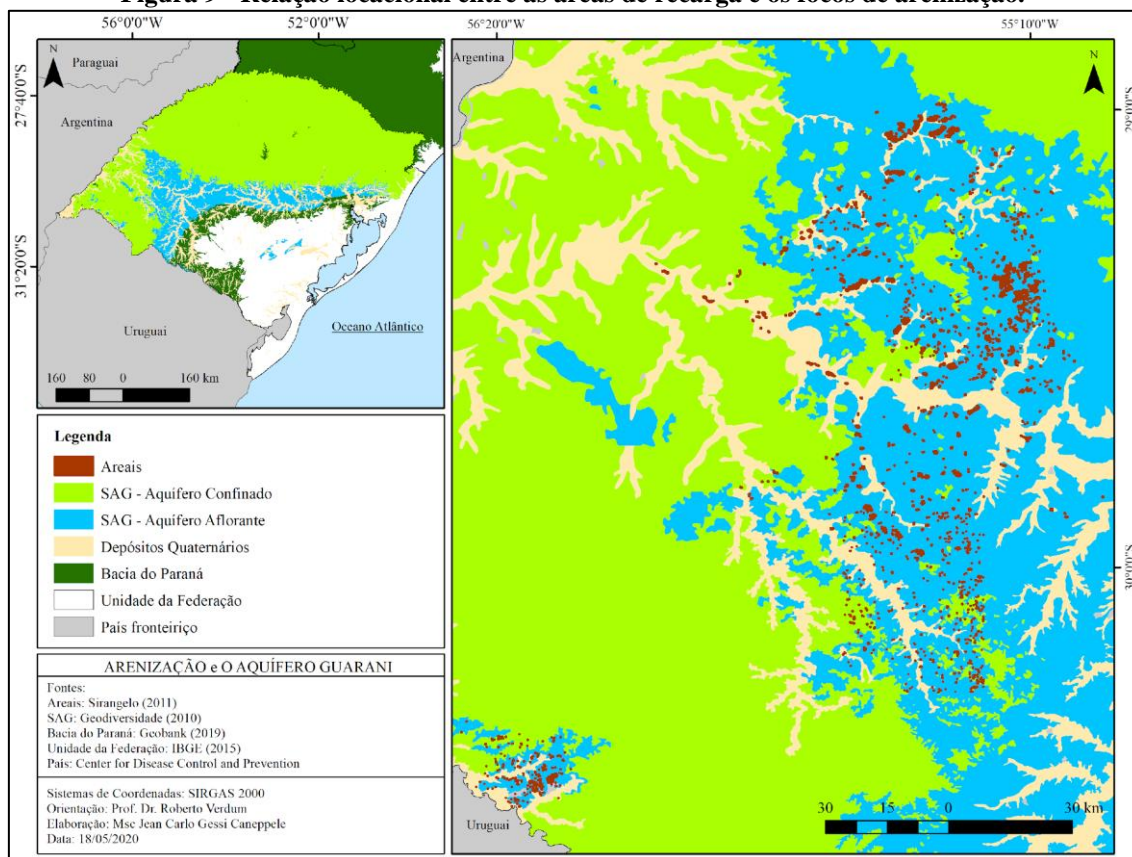 Figura 9 – Relação locacional entre as áreas de recarga e os focos de arenização.
56°0'0"W 52°0'0"W
27°40'0"S
31°20'0"S
N
Paraguai
Argentina
Uruguai
Oceano Atlântico
160 80 0 160 km
Legenda
Areais
SAG - Aquífero Confinado
SAG - Aquífero Aflorante
Depósitos Quaternários
Bacia do Paraná
Unidade da Federação
País fronteiriço
ARENIZAÇÃO e O AQUÍFERO GUARANI
Fontes:
Areais: Sirangelo (2011)
SAG: Geodiversidade (2010)
Bacia do Paraná: Geobank (2019)
Unidade da Federação: IBGE (2015)
País: Center for Disease Control and Prevention
Sistemas de Coordenadas: SIRGAS 2000
Orientação: Prof. Dr. Roberto Verdum
Elaboração: Msc Jean Carlo Gessi Caneppele
Data: 18/05/2020
56°20'0"W 55°10'0"W
Argentina
N
Uruguai
30 15 0 30 km